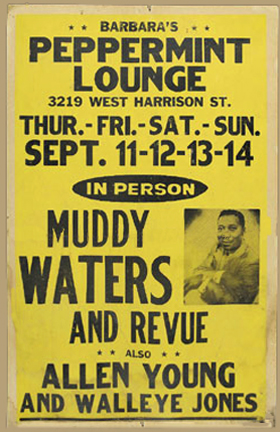 BARBARA'S
PEPPERMINT
LOUNGE
3219 WEST HARRISON ST.
THUR.-FRI.-SAT.-SUN.
SEPT. 11-12-13-14
IN PERSON
MUDDY
WATERS
AND REVUE
ALSO
ALLEN YOUNG
AND WALLEYE JONES